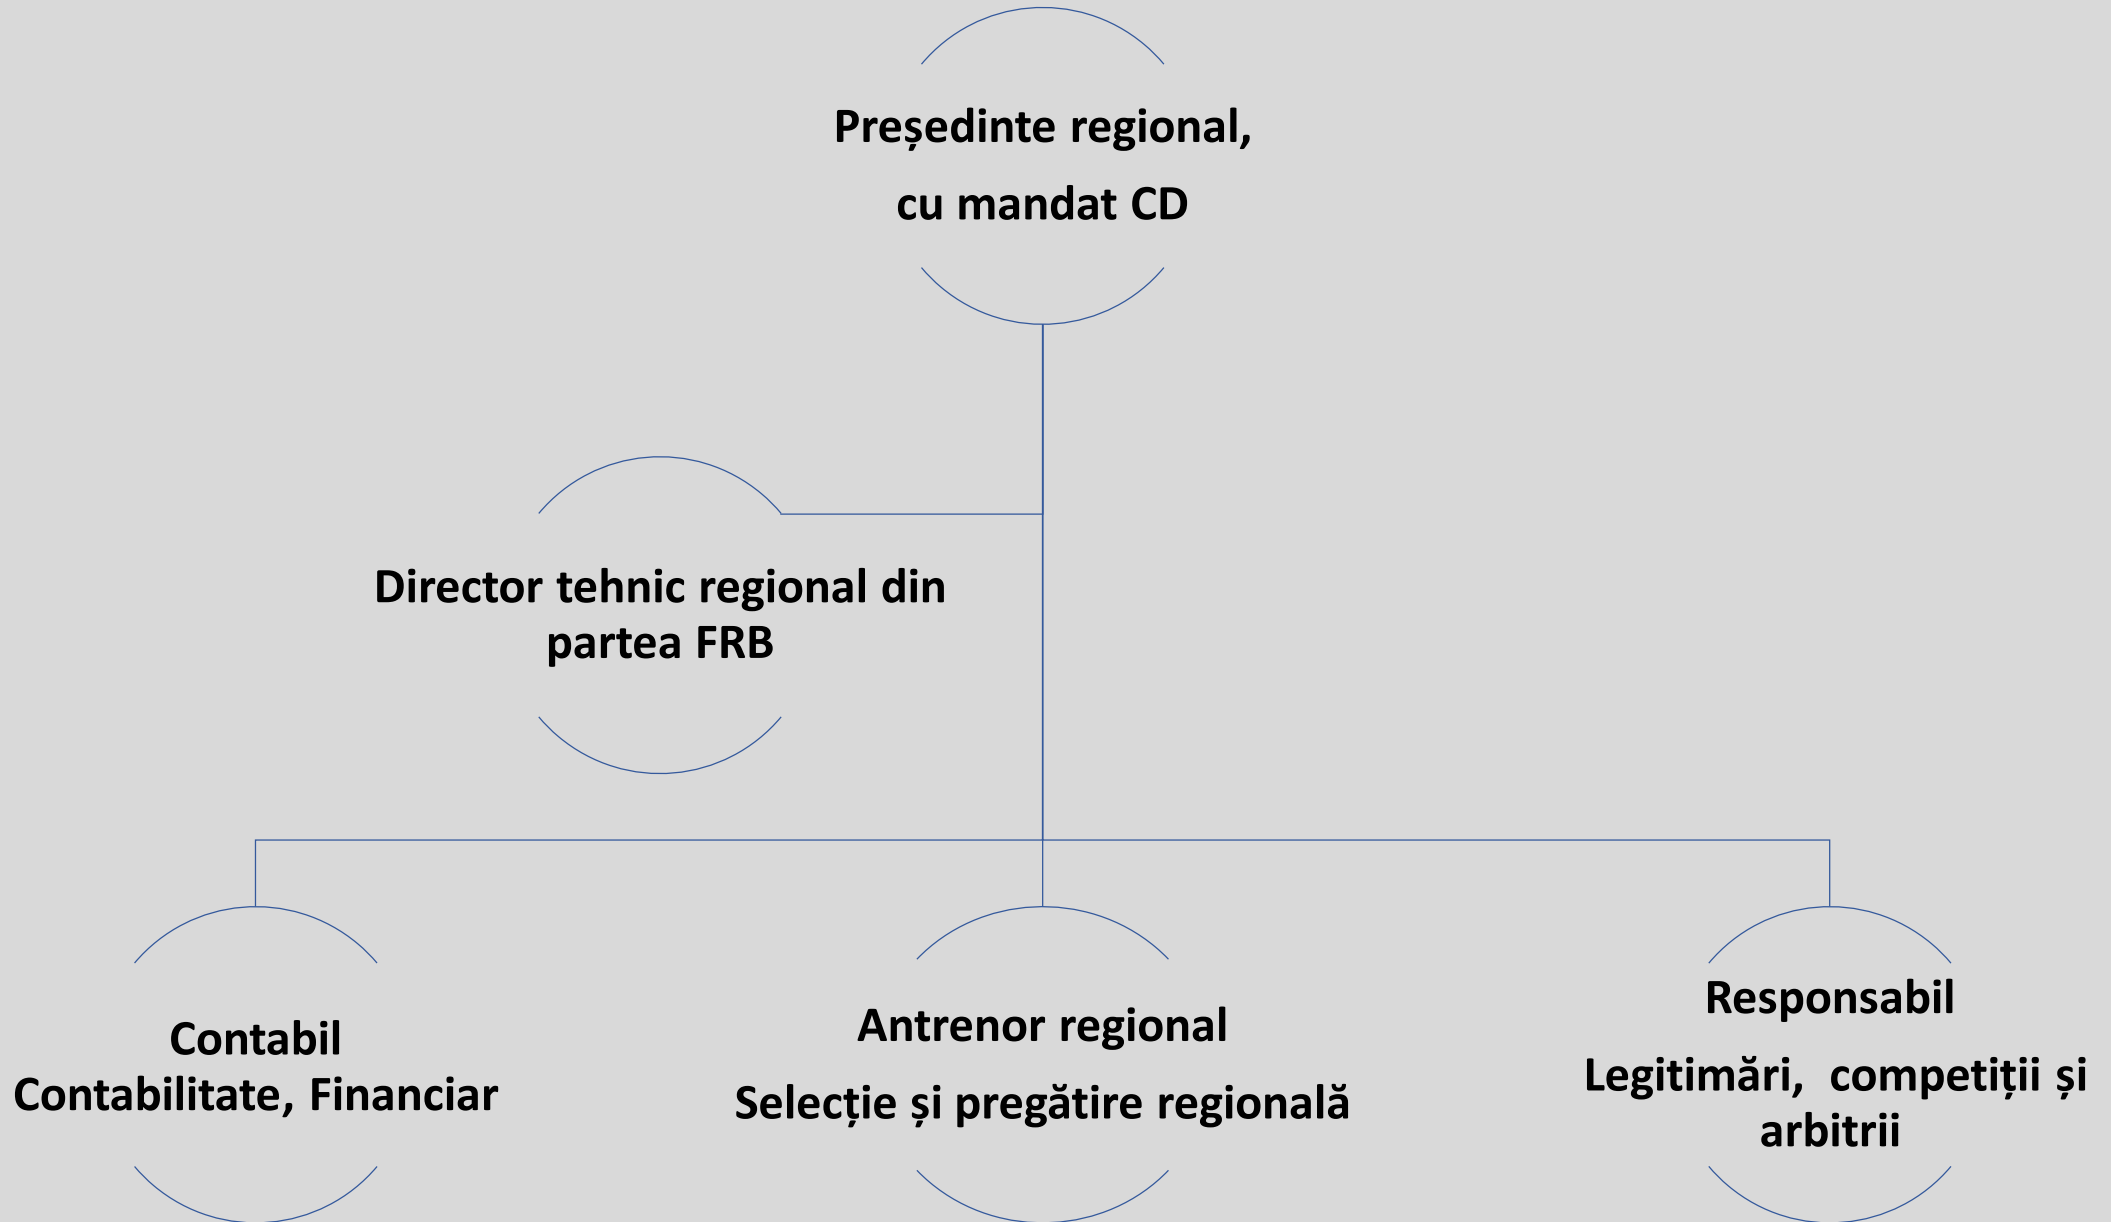 Președinte regional,
cu mandat CD
Director tehnic regional din
partea FRB
Contabil
Contabilitate, Financiar
Antrenor regional
Selecție și pregătire regională
Responsabil
Legitimări,  competiții și
arbitrii